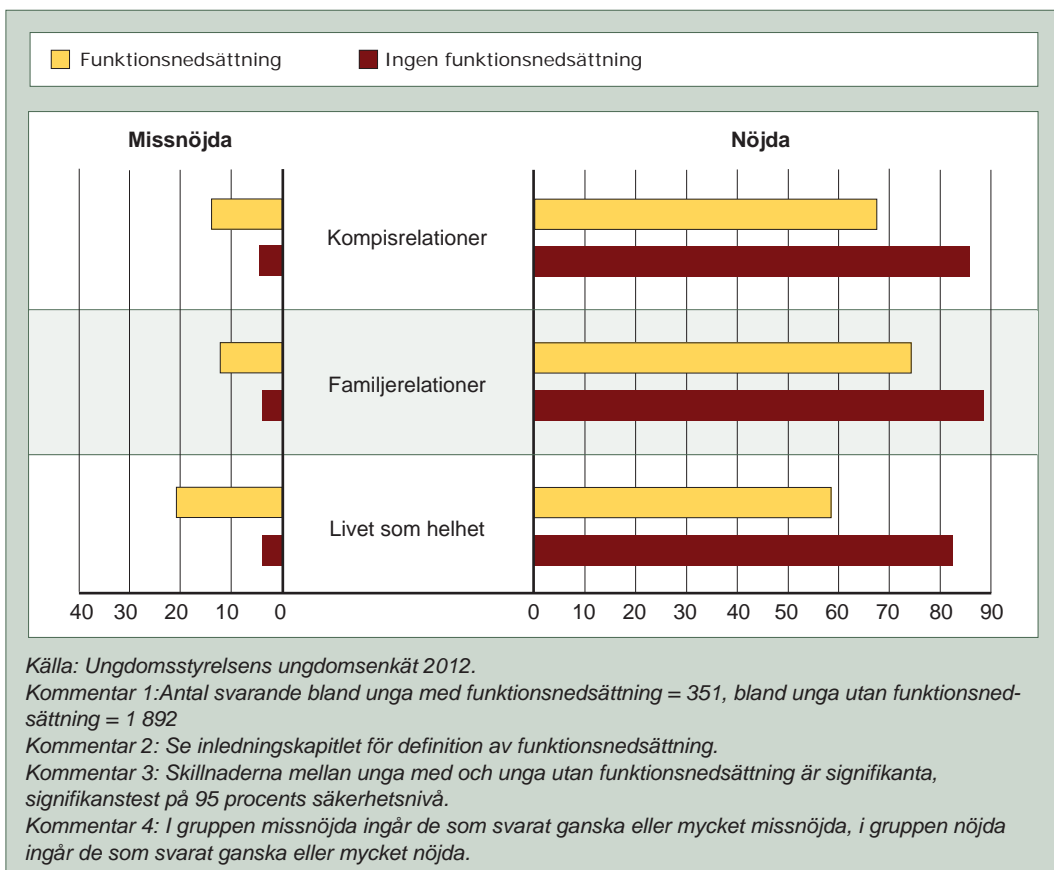 Funktionsnedsättning Ingen funktionsnedsättning
Missnöjda Nöjda
Kompisrelationer
Familjerelationer
Livet som helhet
40 30 20 10 0 0 10 20 30 40 50 60 70 80 90
Källa: Ungdomsstyrelsens ungdomsenkät 2012.
Kommentar 1:Antal svarande bland unga med funktionsnedsättning = 351, bland unga utan funktionsned-
sättning = 1 892
Kommentar 2: Se inledningskapitlet för definition av funktionsnedsättning.
Kommentar 3: Skillnaderna mellan unga med och unga utan funktionsnedsättning är signifikanta,
signifikanstest på 95 procents säkerhetsnivå.
Kommentar 4: I gruppen missnöjda ingår de som svarat ganska eller mycket missnöjda, i gruppen nöjda
ingår de som svarat ganska eller mycket nöjda.